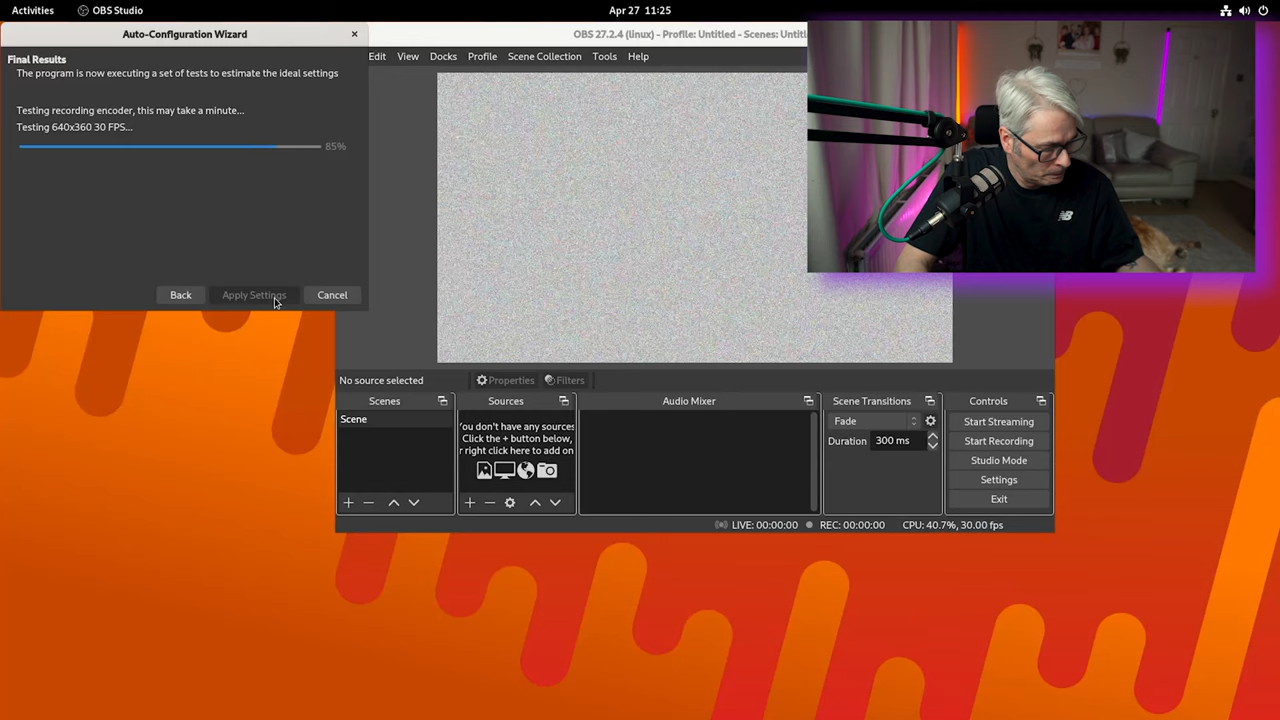 Activities
OBS Studio
Apr 27 11:25
Auto-Configuration Wizard
OBS 27.2.4 (linux) - Profile: Untitled - Scenes: Untitl
Edit
View
Docks
Profile
Scene Collection
Tools
Help
Final Results
The program is now executing a set of tests to estimate the ideal settings
Testing recording encoder, this may take a minute...
Testing 640x360 30 FPS...
85%
Back
Apply Settings
Cancel
No source selected
Properties
Filters
Scenes
Sources
Audio Mixer
Scene Transitions
Controls
Scene
You don't have any sources
Click the + button below,
r right click here to add on
Fade
Duration
300 ms
Start Streaming
Start Recording
Studio Mode
Settings
Exit
LIVE: 00:00:00
REC: 00:00:00
CPU: 40.7%, 30.00 fps